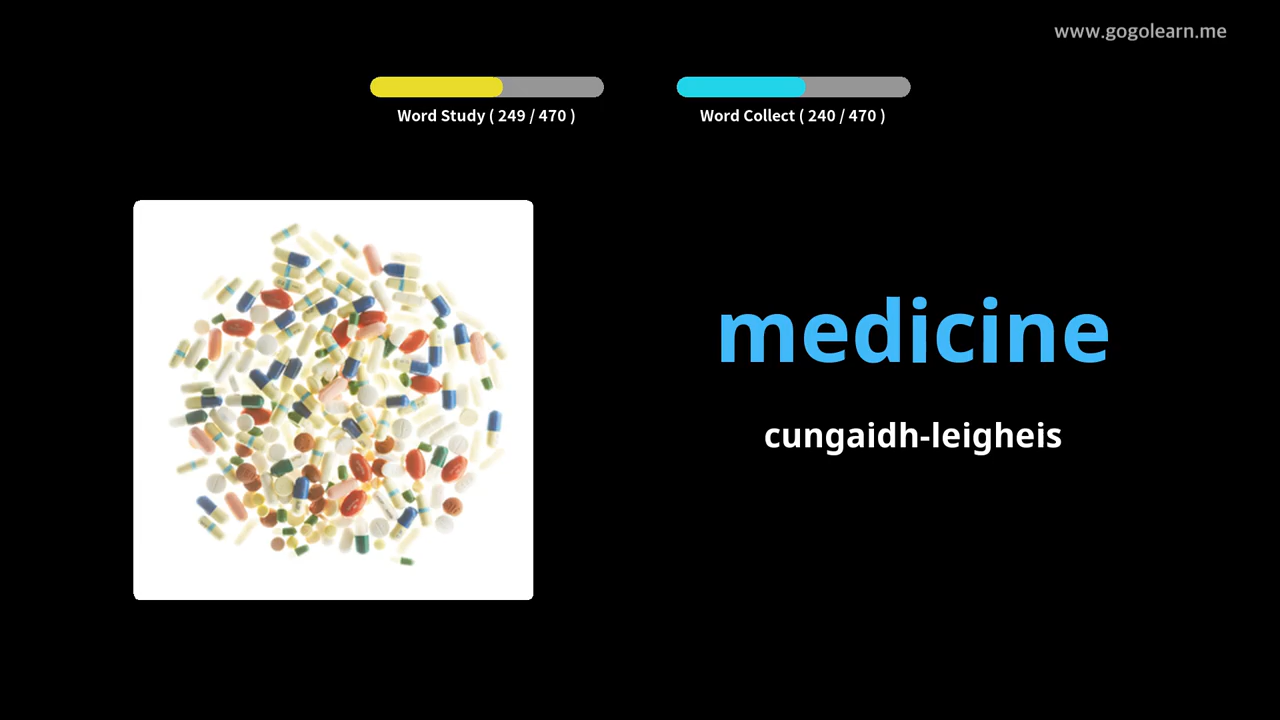 www.gogolearn.me
Word Study ( 249 / 470 )
Word Collect ( 240 / 470 )
medicine
cungaidh-leigheis